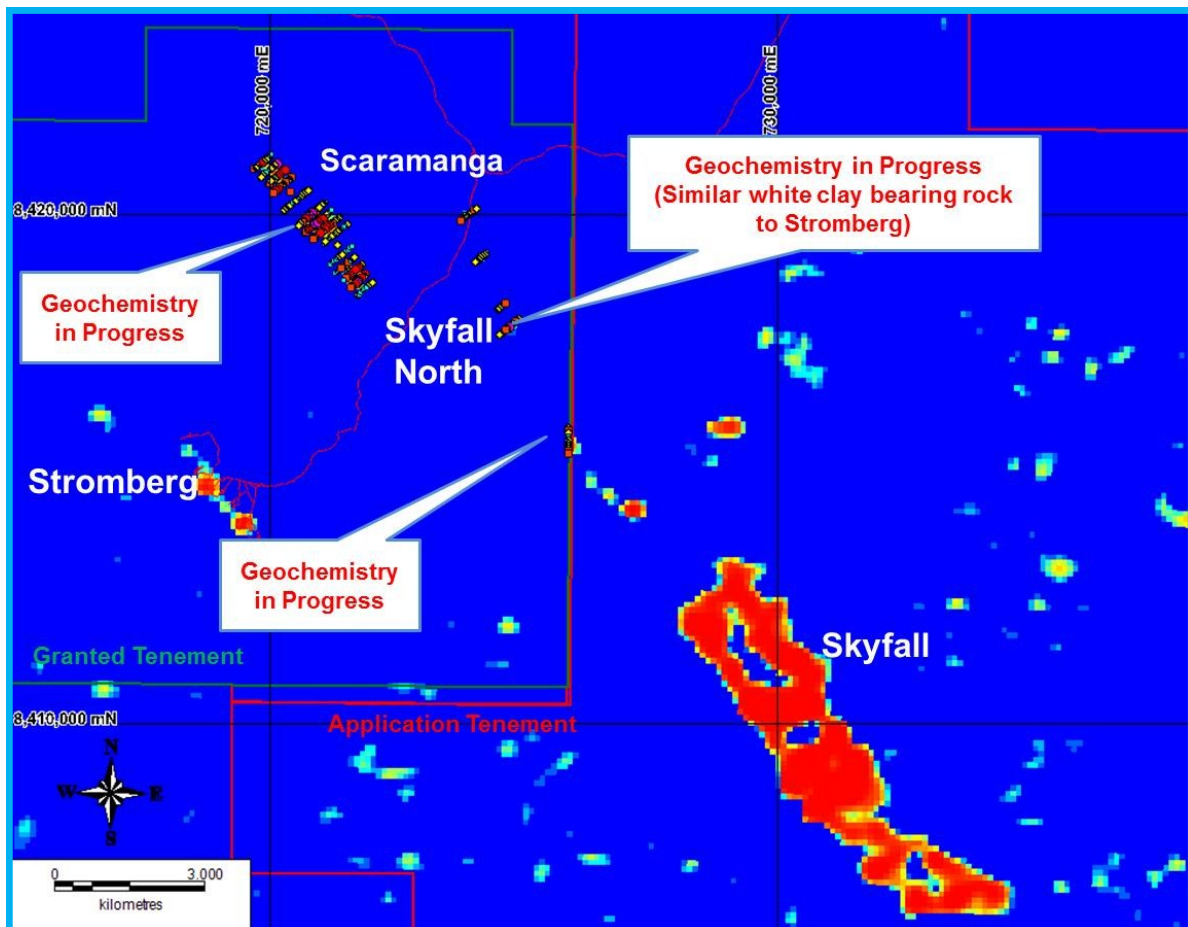 720,000 mE
730,000 mE
Scaramanga
Geochemistry in Progress
(Similar white clay bearing rock
to Stromberg)
8,420,000 mN
Geochemistry
in Progress
Skyfall
North
Stromberg
Geochemistry
in Progress
Granted Tenement
Skyfall
8,410,000 mN
Application Tenement
N
W
E
S
0
3.000
kilometres